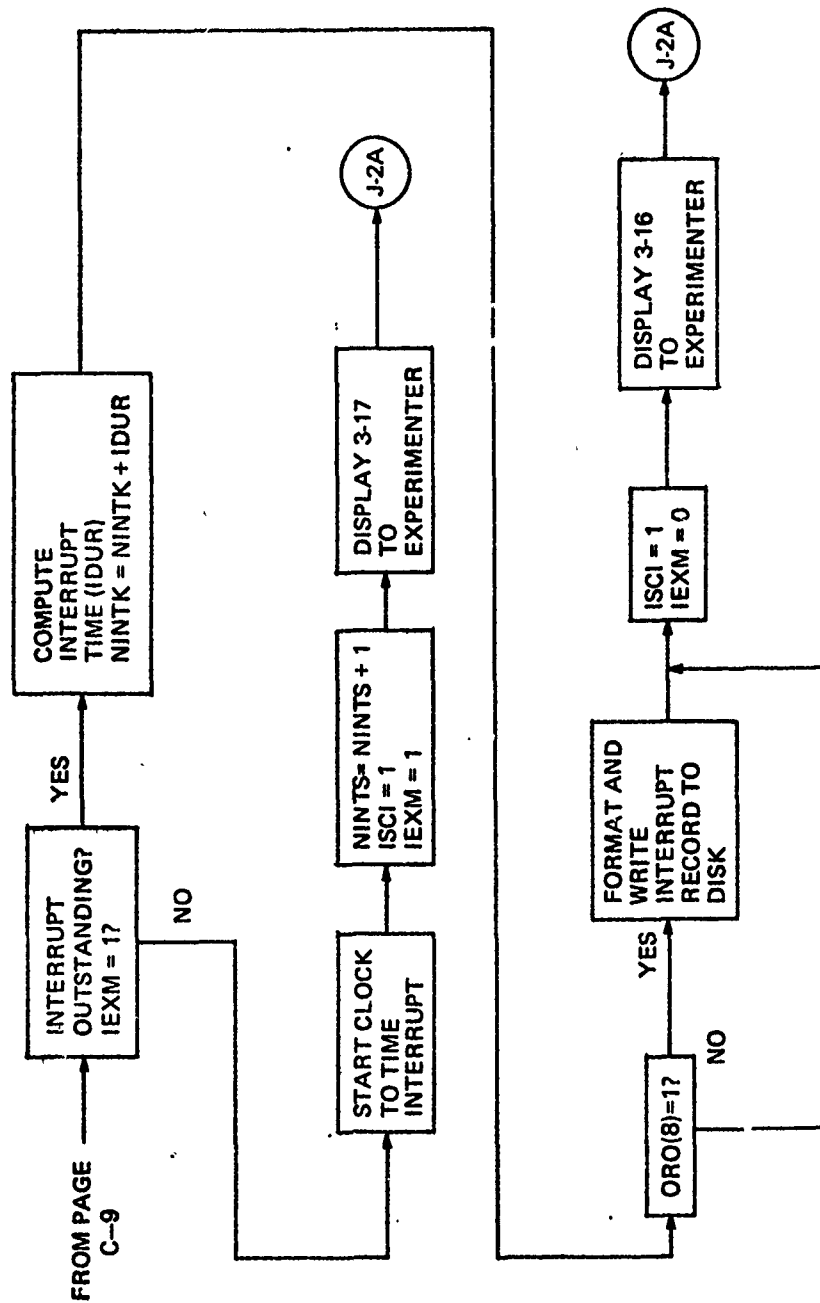 FROM PAGE
C-9
INTERRUPT
OUTSTANDING?
IEXM = 1?
YES
NO
COMPUTE
INTERRUPT
TIME (IDUR)
NINTK = NINTK + IDUR
START CLOCK
TO TIME
INTERRUPT
NINTS= NINTS + 1
ISCI = 1
IEXM = 1
DISPLAY 3-17
TO
EXPERIMENTER
J-2A
ORO(8)=1?
YES
NO
FORMAT AND
WRITE
INTERRUPT
RECORD TO
DISK
ISCI = 1
IEXM = 0
DISPLAY 3-16
TO
EXPERIMENTER
J-2A